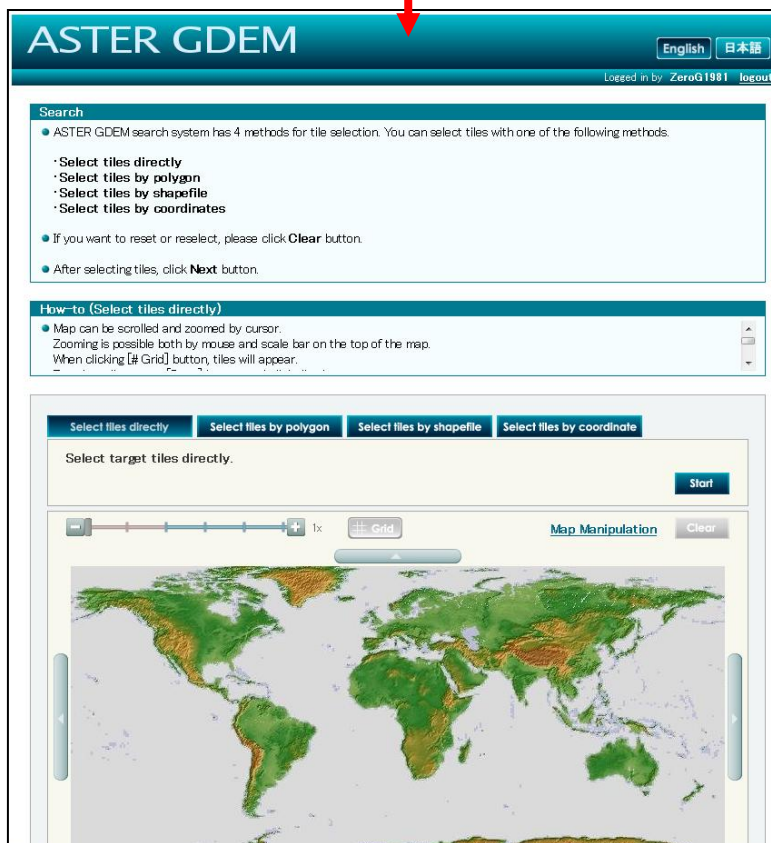 ASTER GDEM
English 日本語
Logged in by ZeroG1981 logout
Search
ASTER GDEM search system has 4 methods for tile selection. You can select tiles with one of the following methods.
・Select tiles directly
・Select tiles by polygon
・Select tiles by shapefile
・Select tiles by coordinates
If you want to reset or reselect, please click Clear button.
After selecting tiles, click Next button.
How-to (Select tiles directly)
Map can be scrolled and zoomed by cursor.
Zooming is possible both by mouse and scale bar on the top of the map.
When clicking [# Grid] button, tiles will appear.
Select tiles directly Select tiles by polygon Select tiles by shapefile Select tiles by coordinate
Select target tiles directly.
Start
1x # Grid Map Manipulation Clear